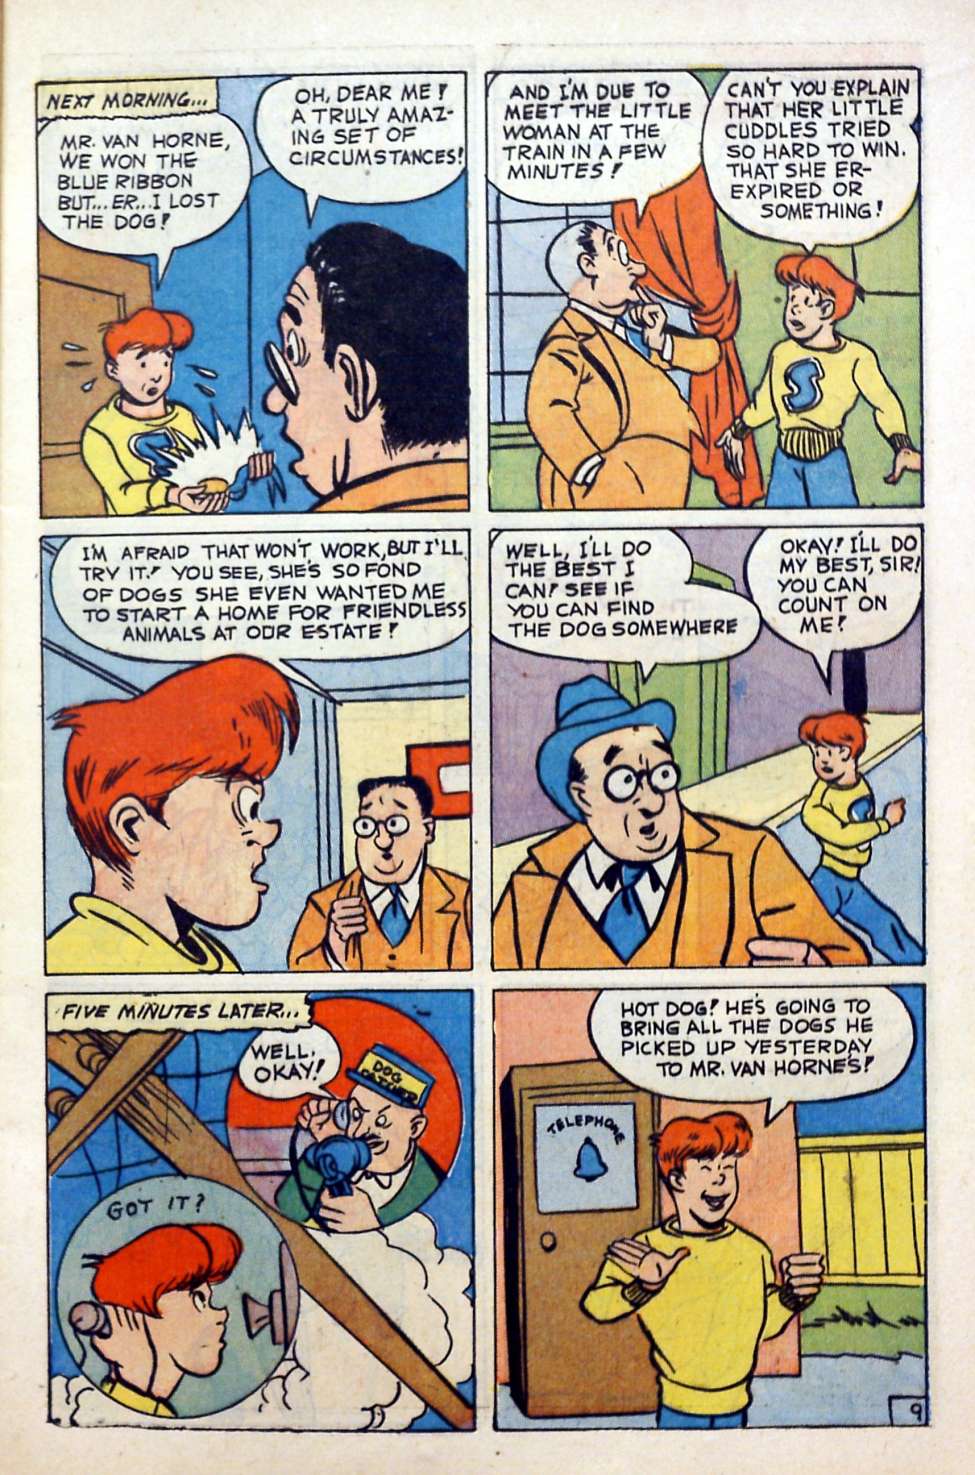 NEXT MORNING...
MR. VAN HORNE,
WE WON THE
BLUE RIBBON
BUT...ER...I LOST
THE DOG!
OH, DEAR ME!
A TRULY AMAZ-
ING SET OF
CIRCUMSTANCES!
S
AND I'M DUE TO
MEET THE LITTLE
WOMAN AT THE
TRAIN IN A FEW
MINUTES!
CAN'T YOU EXPLAIN
THAT HER LITTLE
CUDDLES TRIED
SO HARD TO WIN.
THAT SHE ER-
EXPIRED OR
SOMETHING!
S
I'M AFRAID THAT WON'T WORK, BUT I'LL
TRY IT! YOU SEE, SHE'S SO FOND
OF DOGS SHE EVEN WANTED ME
TO START A HOME FOR FRIENDLESS
ANIMALS AT OUR ESTATE!
WELL, I'LL DO
THE BEST I
CAN! SEE IF
YOU CAN FIND
THE DOG SOMEWHERE
OKAY! I'LL DO
MY BEST, SIR!
YOU CAN
COUNT ON
ME!
FIVE MINUTES LATER...
WELL,
OKAY!
DOG
CATCHER
GOT IT?
HOT DOG! HE'S GOING TO
BRING ALL THE DOGS HE
PICKED UP YESTERDAY
TO MR. VAN HORNE'S!
TELEPHONE
9